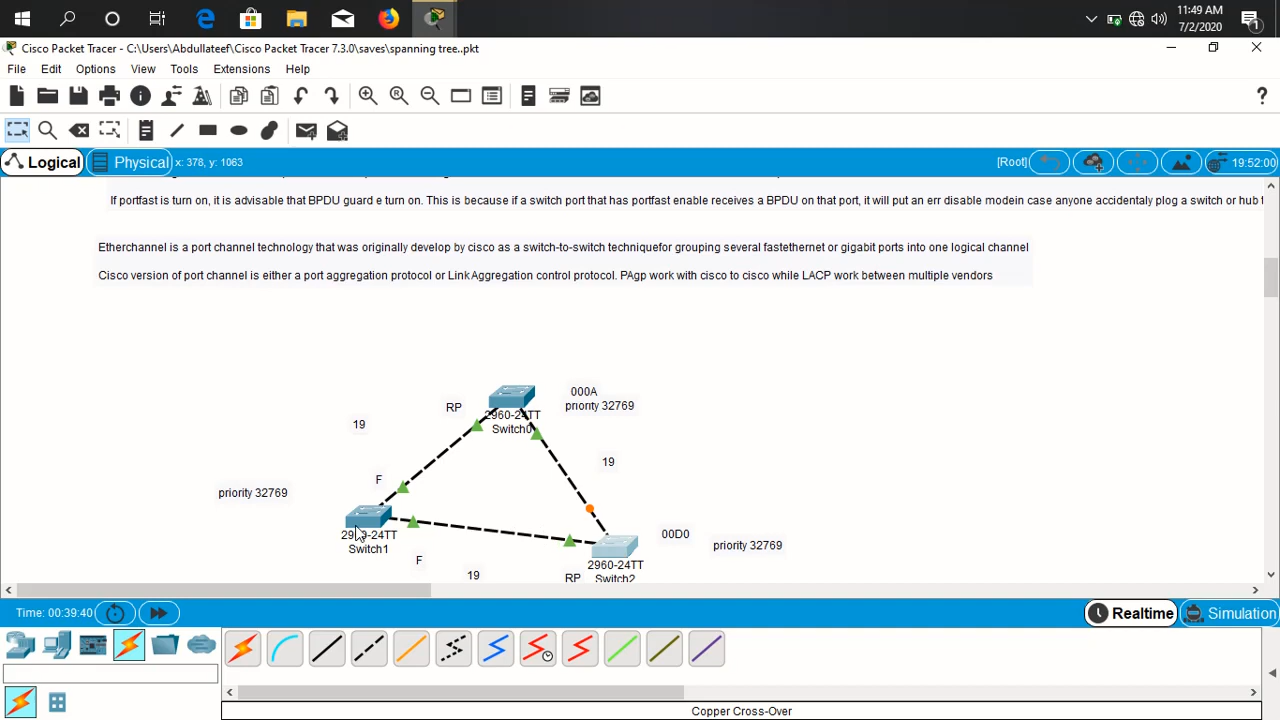 11:49 AM
7/2/2020
Cisco Packet Tracer - C:\Users\Abdullateef\Cisco Packet Tracer 7.3.0\saves\spanning tree..pkt
File Edit Options View Tools Extensions Help
Logical Physical x: 378, y: 1063 [Root] 19:52:00
If portfast is turn on, it is advisable that BPDU guard e turn on. This is because if a switch port that has portfast enable receives a BPDU on that port, it will put an err disable modein case anyone accidentaly plog a switch or hub
Etherchannel is a port channel technology that was originally develop by cisco as a switch-to-switch techniquefor grouping several fastethernet or gigabit ports into one logical channel
Cisco version of port channel is either a port aggregation protocol or Link Aggregation control protocol. PAgp work with cisco to cisco while LACP work between multiple vendors
000A
RP priority 32769
2960-24TT
Switch0
19
19
F
priority 32769
2960-24TT
Switch1
00D0
priority 32769
F
2960-24TT
Switch2
19
RP
Time: 00:39:40 Realtime Simulation
Copper Cross-Over